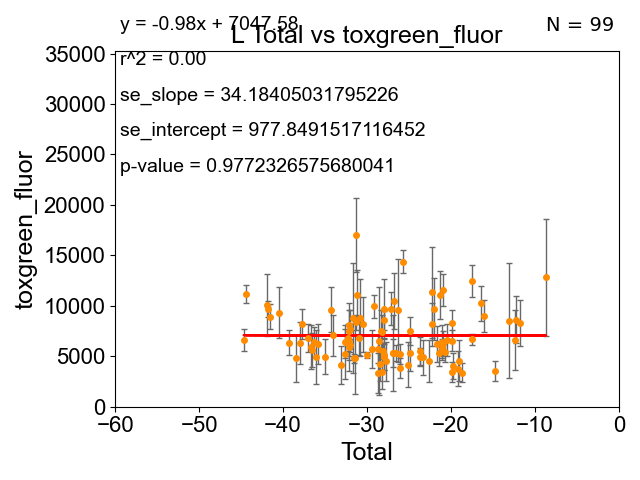 y = -0.98x + 7047.58
N = 99
L Total vs toxgreen_fluor
r^2 = 0.00
se_slope = 34.18405031795226
se_intercept = 977.8491517116452
p-value = 0.9772326575680041
35000
30000
25000
20000
15000
10000
5000
0
toxgreen_fluor
−60 −50 −40 −30 −20 −10 0
Total